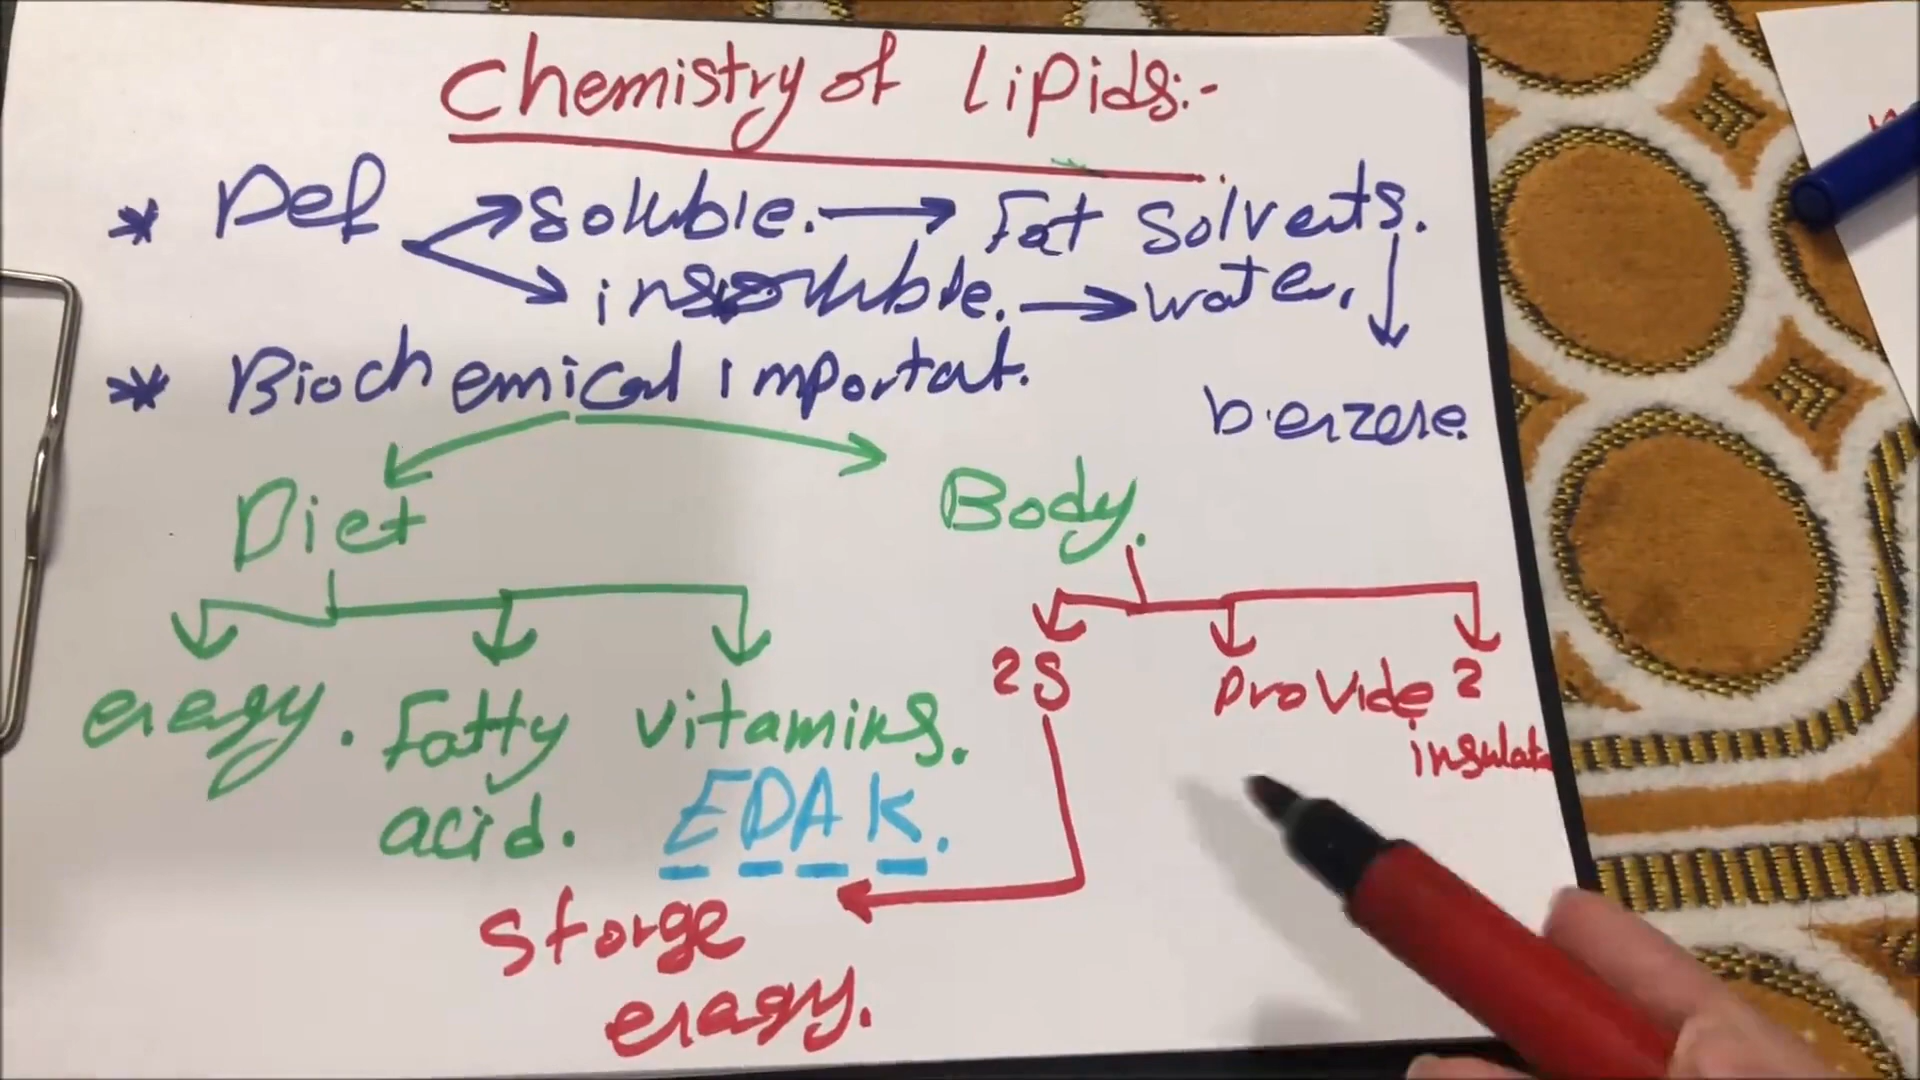 Chemistry of Lipids:-
* Def soluble. → Fat Solvents.
insoluble. → water.
* Biochemical importat.
benzene.
Diet
Body.
energy. Fatty acid. vitamins.
EDAK.
2S Provide 2 insulate
Storge
energy.